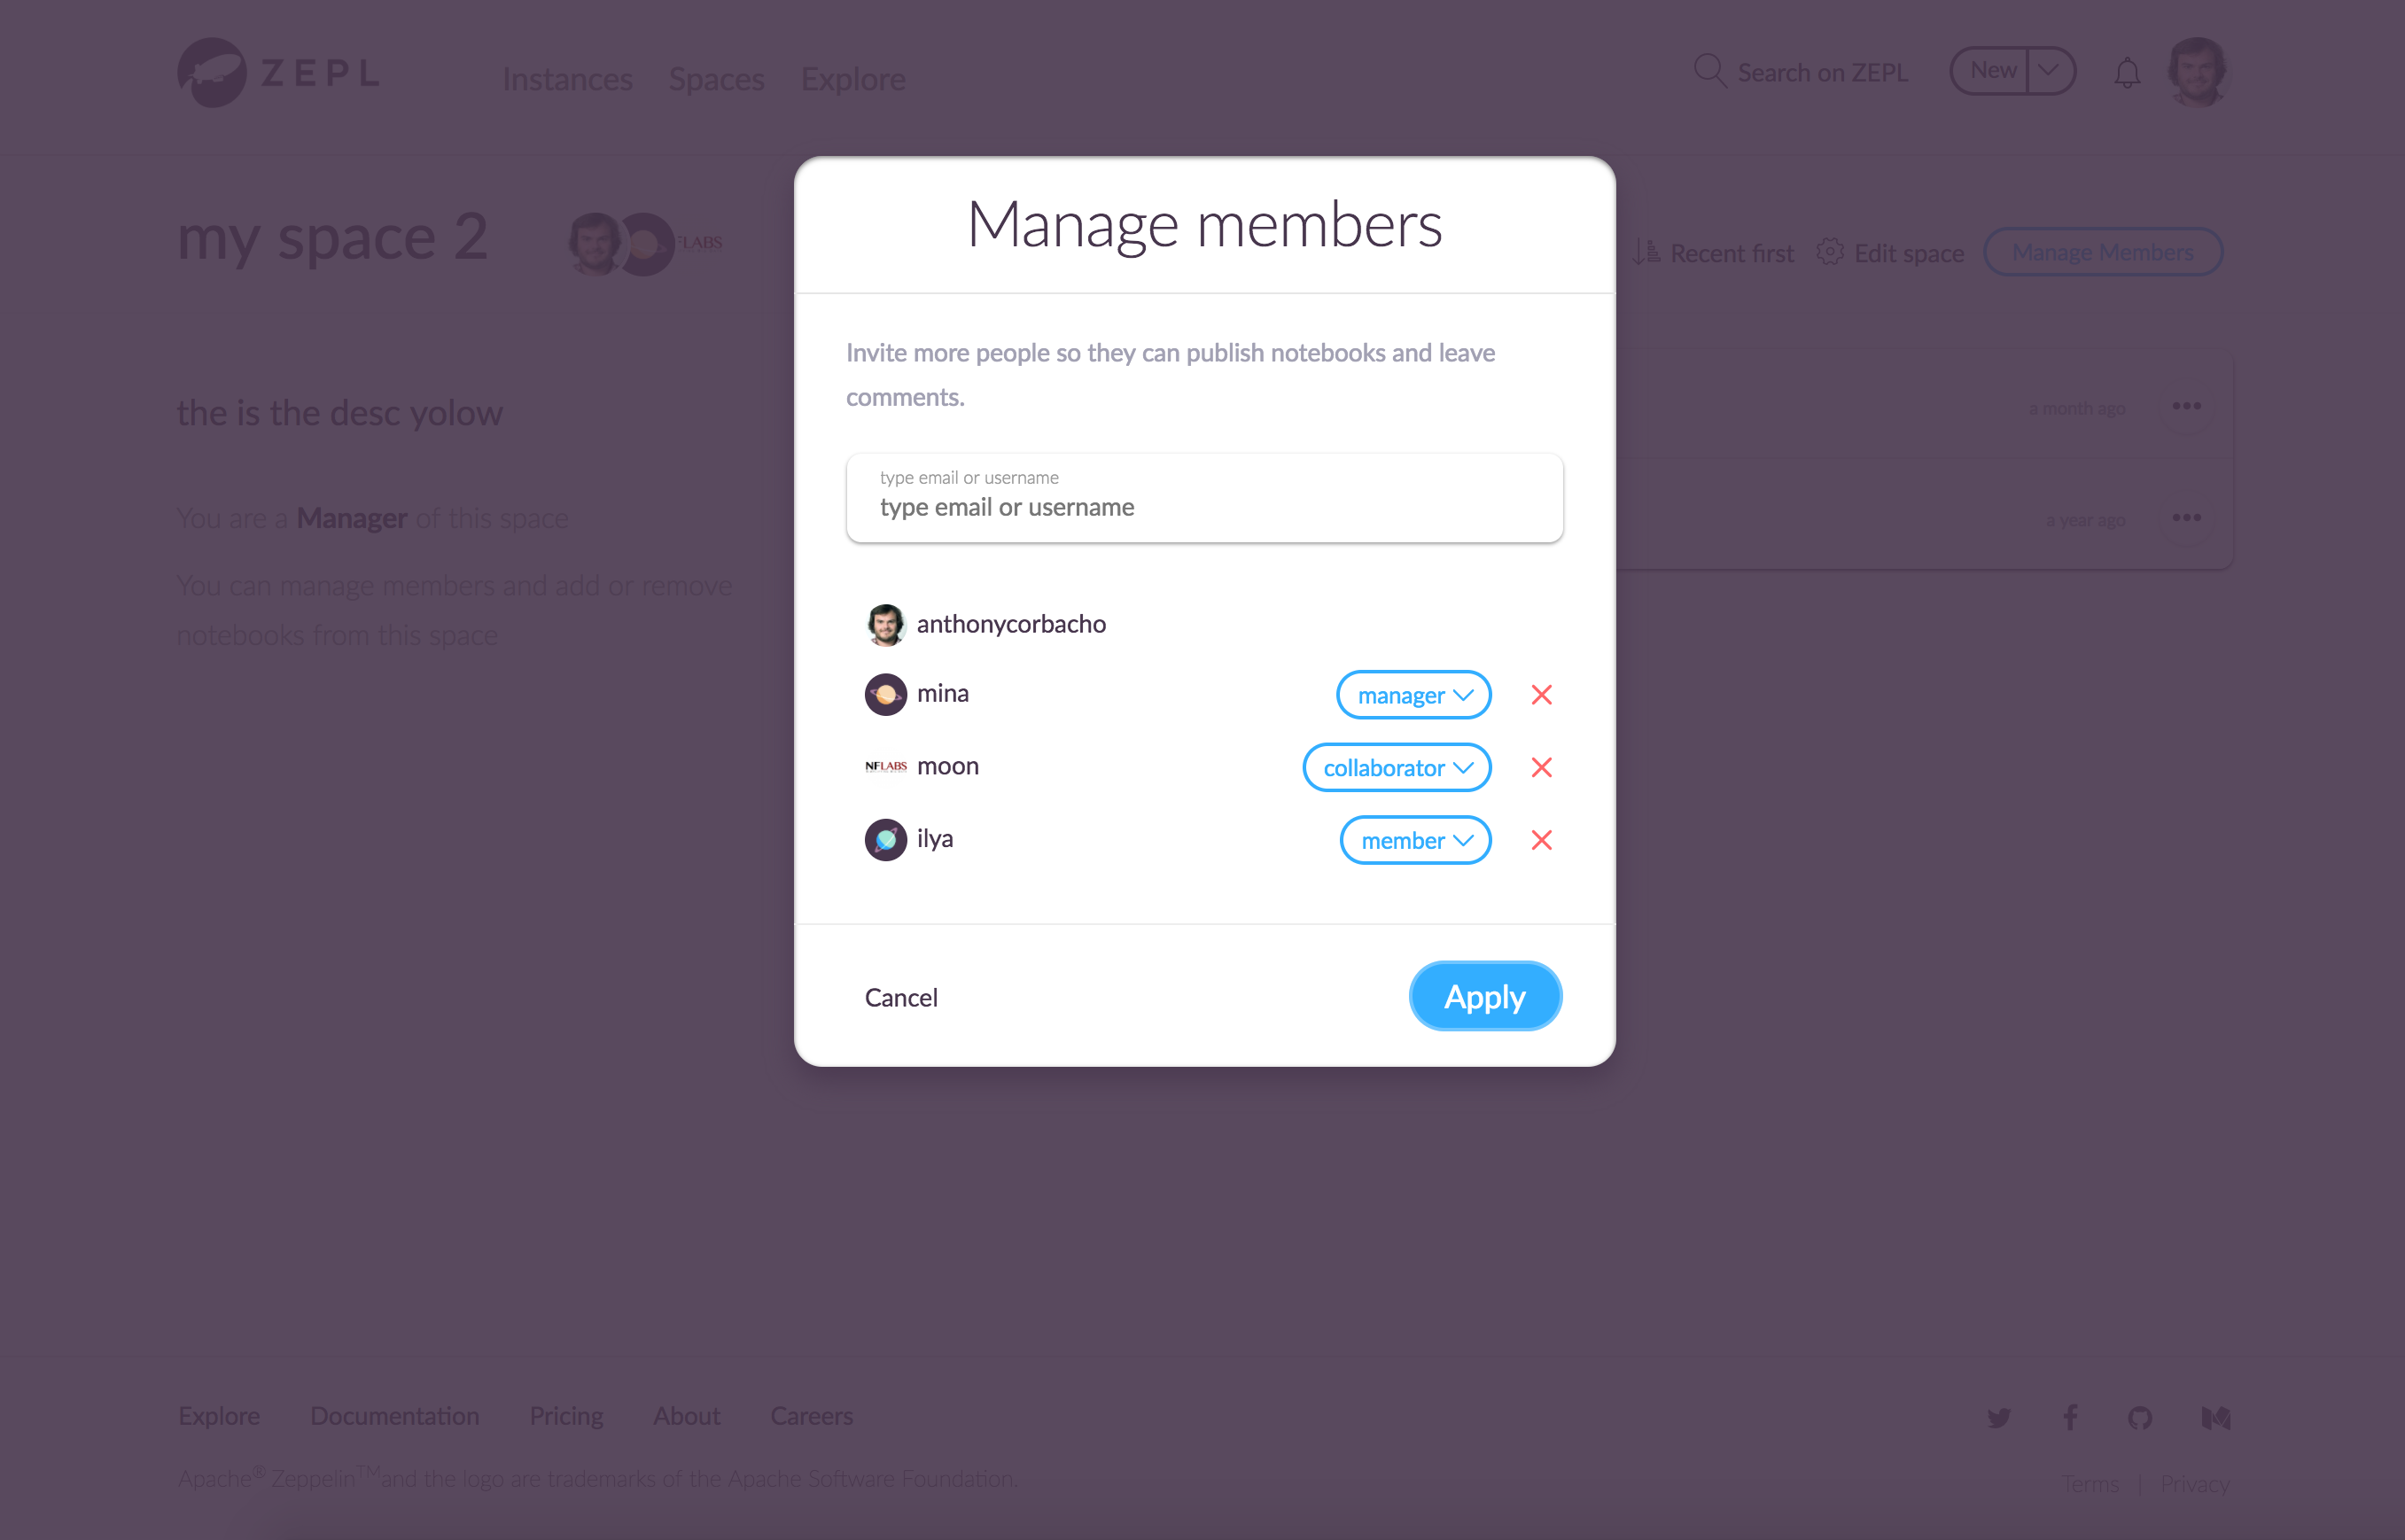 ZEPL
Instances Spaces Explore
Search on ZEPL
New
my space 2
FLABS
Recent first
Edit space
Manage Members
the is the desc yolow
You are a Manager of this space
You can manage members and add or remove
notebooks from this space
a month ago
a year ago
Manage members
Invite more people so they can publish notebooks and leave
comments.
type email or username
type email or username
anthonycorbacho
mina
manager
NFLABS
moon
collaborator
ilya
member
Cancel
Apply
Explore Documentation Pricing About Careers
Apache® Zeppelin™and the logo are trademarks of the Apache Software Foundation.
Terms | Privacy